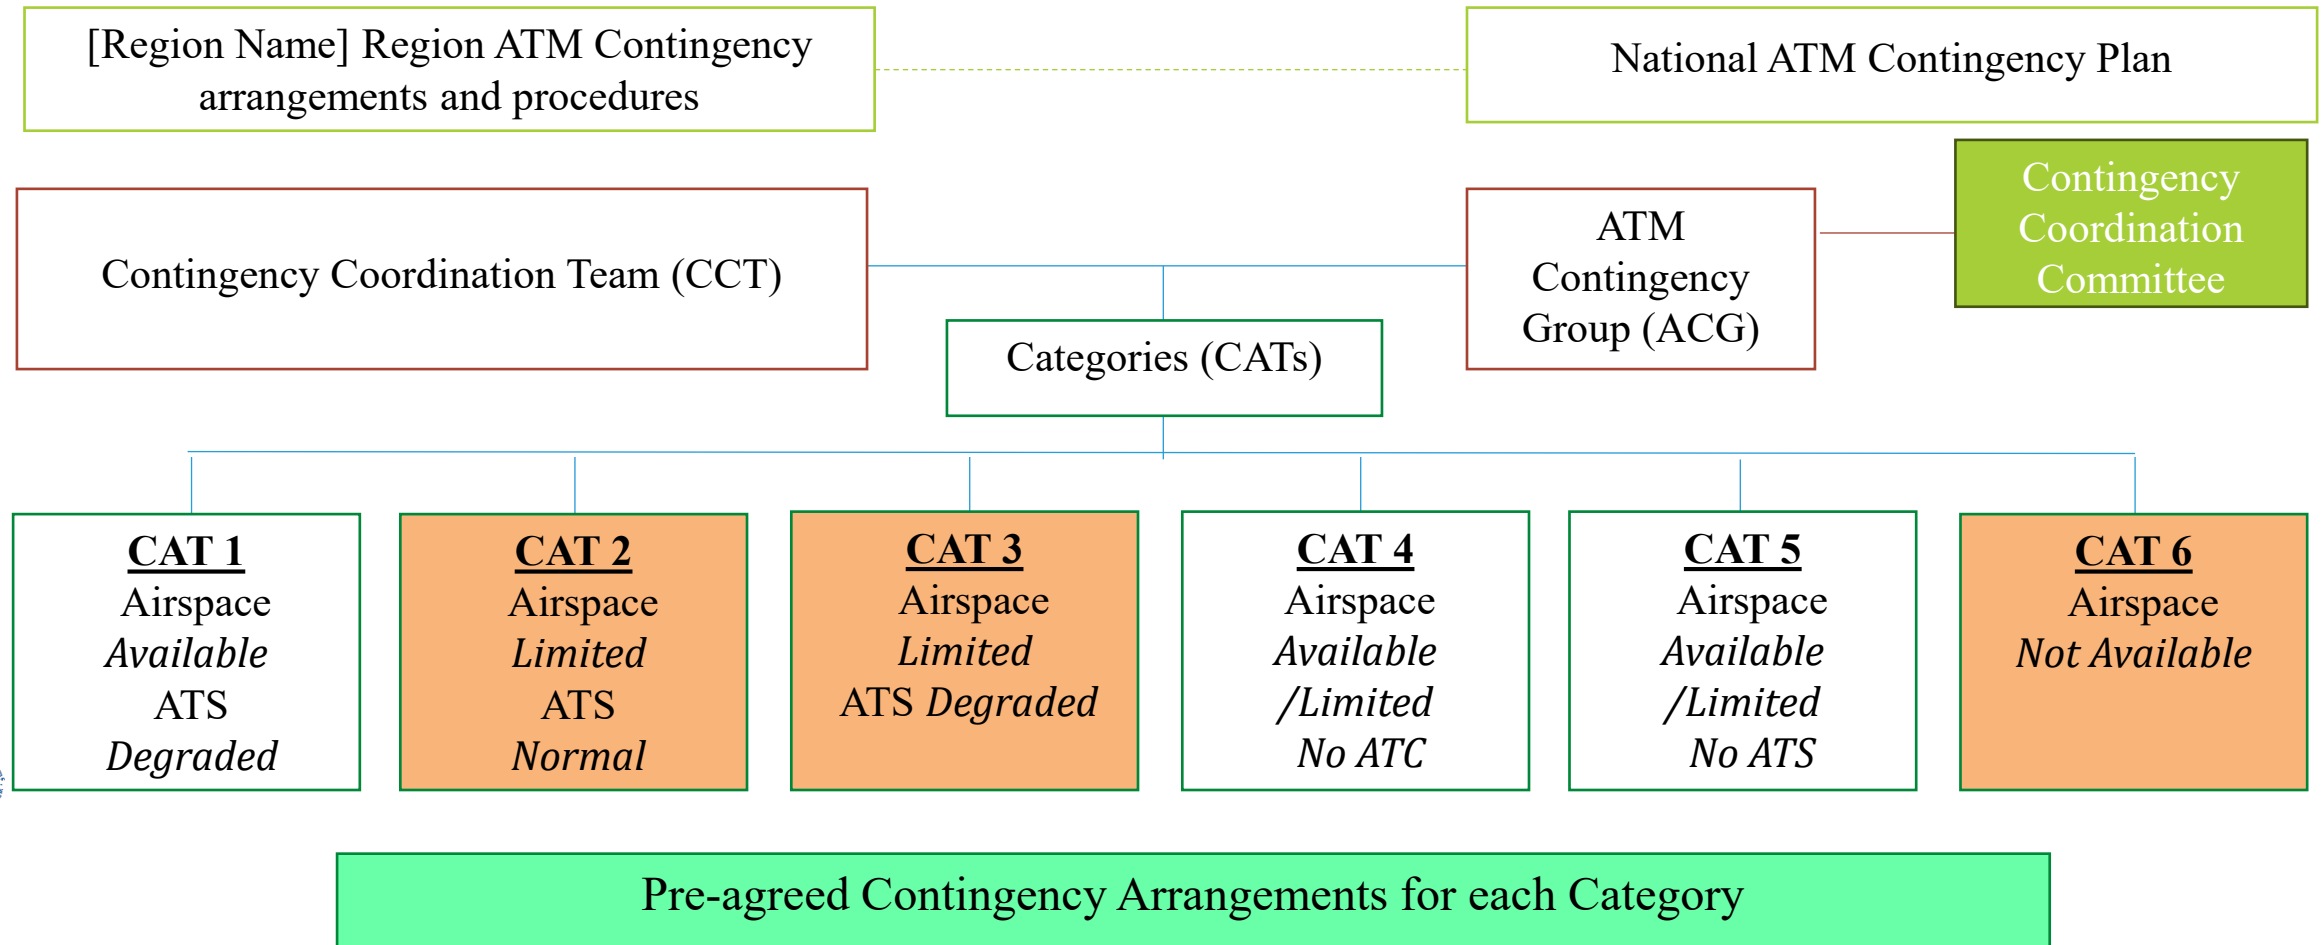 [Region Name] Region ATM Contingency
arrangements and procedures
National ATM Contingency Plan
Contingency Coordination Team (CCT)
ATM
Contingency
Group (ACG)
Contingency
Coordination
Committee
Categories (CATs)
CAT 1
Airspace
Available
ATS
Degraded
CAT 2
Airspace
Limited
ATS
Normal
CAT 3
Airspace
Limited
ATS Degraded
CAT 4
Airspace
Available
/Limited
No ATC
CAT 5
Airspace
Available
/Limited
No ATS
CAT 6
Airspace
Not Available
Pre-agreed Contingency Arrangements for each Category